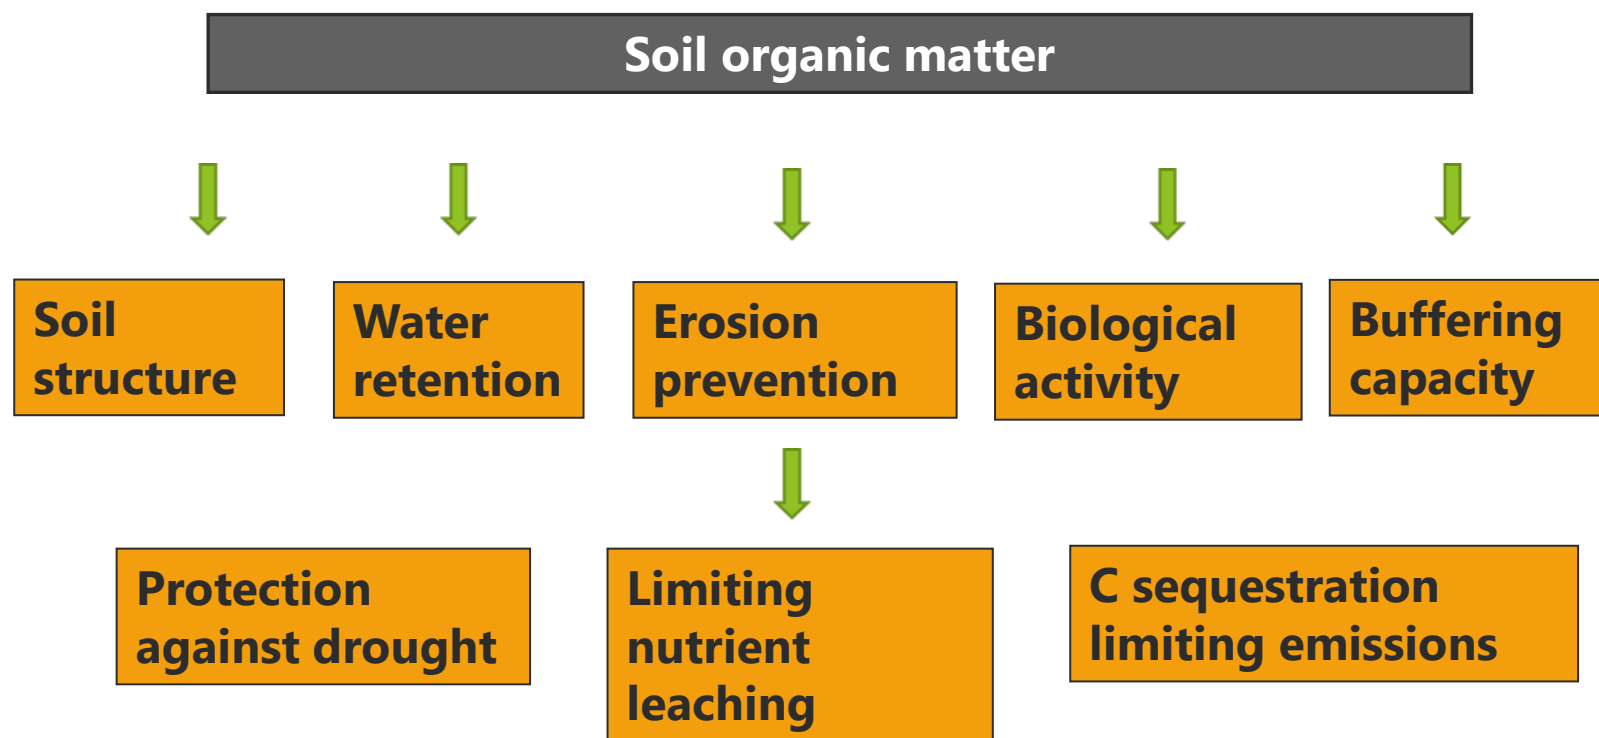 Soil organic matter
Soil
structure
Water
retention
Erosion
prevention
Biological
activity
Buffering
capacity
Protection
against drought
Limiting
nutrient
leaching
C sequestration
limiting emissions